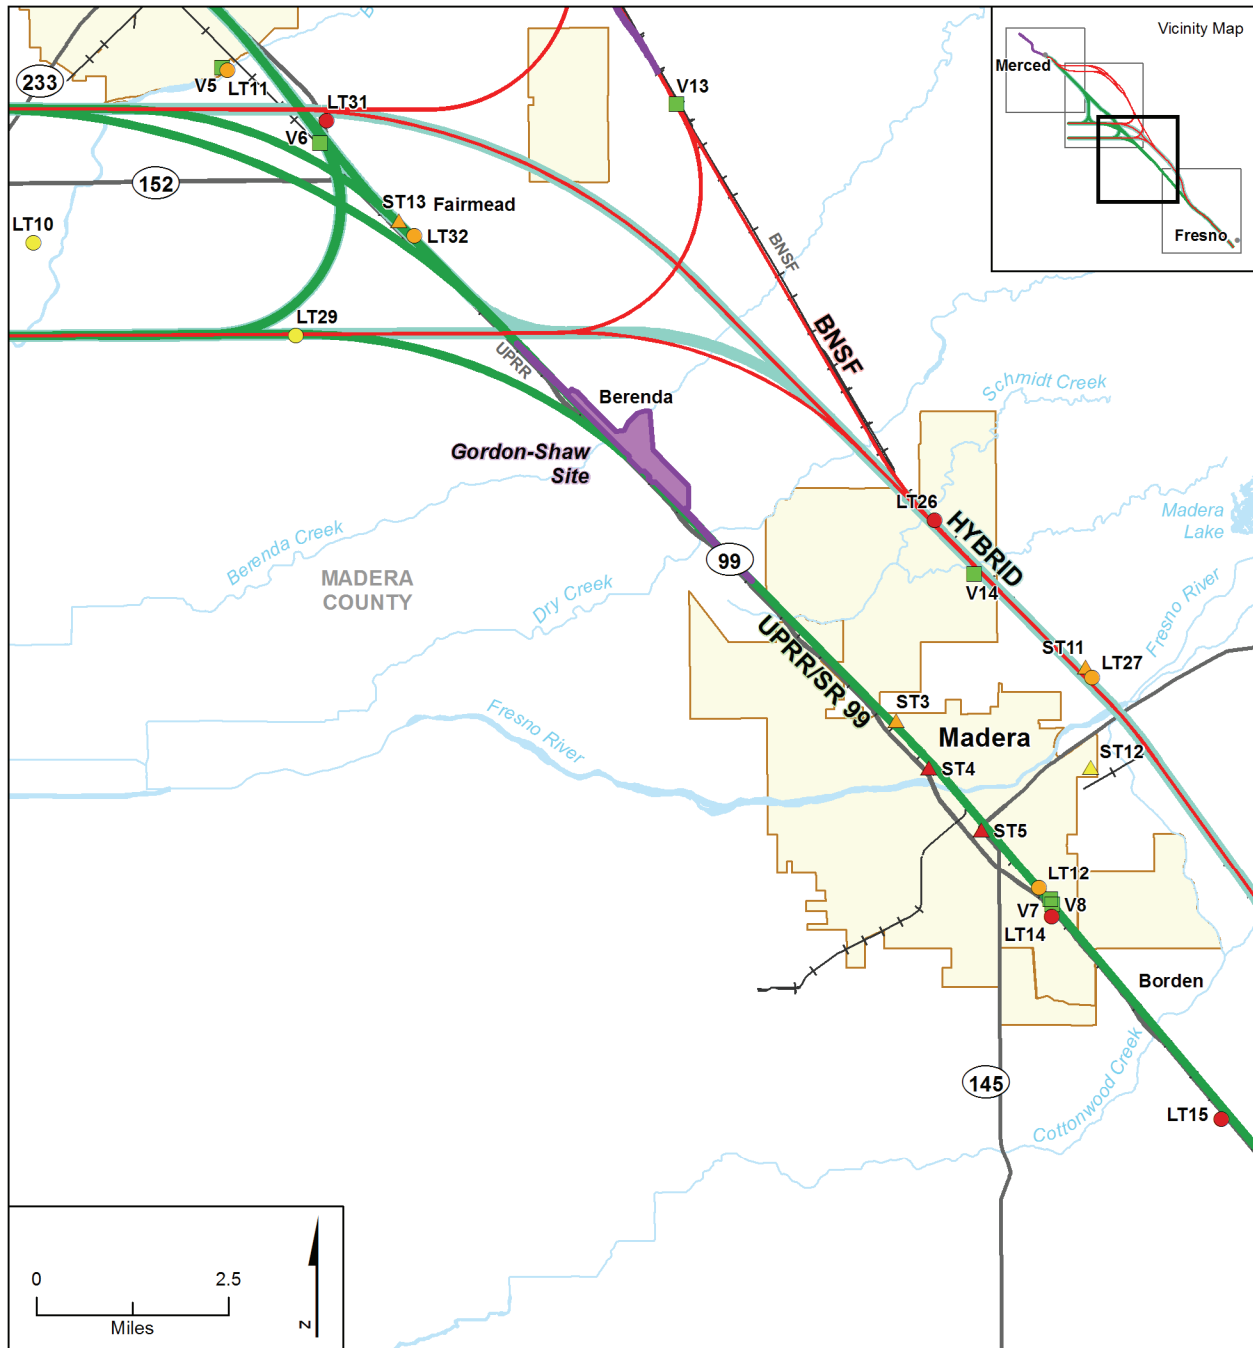 Vicinity Map
Merced
Fresno
233
V5
LT11
LT31
V6
V13
152
ST13
Fairmead
LT32
LT10
BNSF
LT29
UPRR
BNSF
Berenda
Schmidt Creek
Gordon-Shaw
Site
LT26
HYBRID
Madera
Lake
Berenda Creek
99
MADERA
COUNTY
Dry Creek
V14
Fresno River
UPRR/SR 99
ST11
LT27
ST3
Fresno River
Madera
ST12
ST4
ST5
LT12
V7
V8
LT14
Borden
145
Cottonwood Creek
LT15
0
2.5
Miles
N